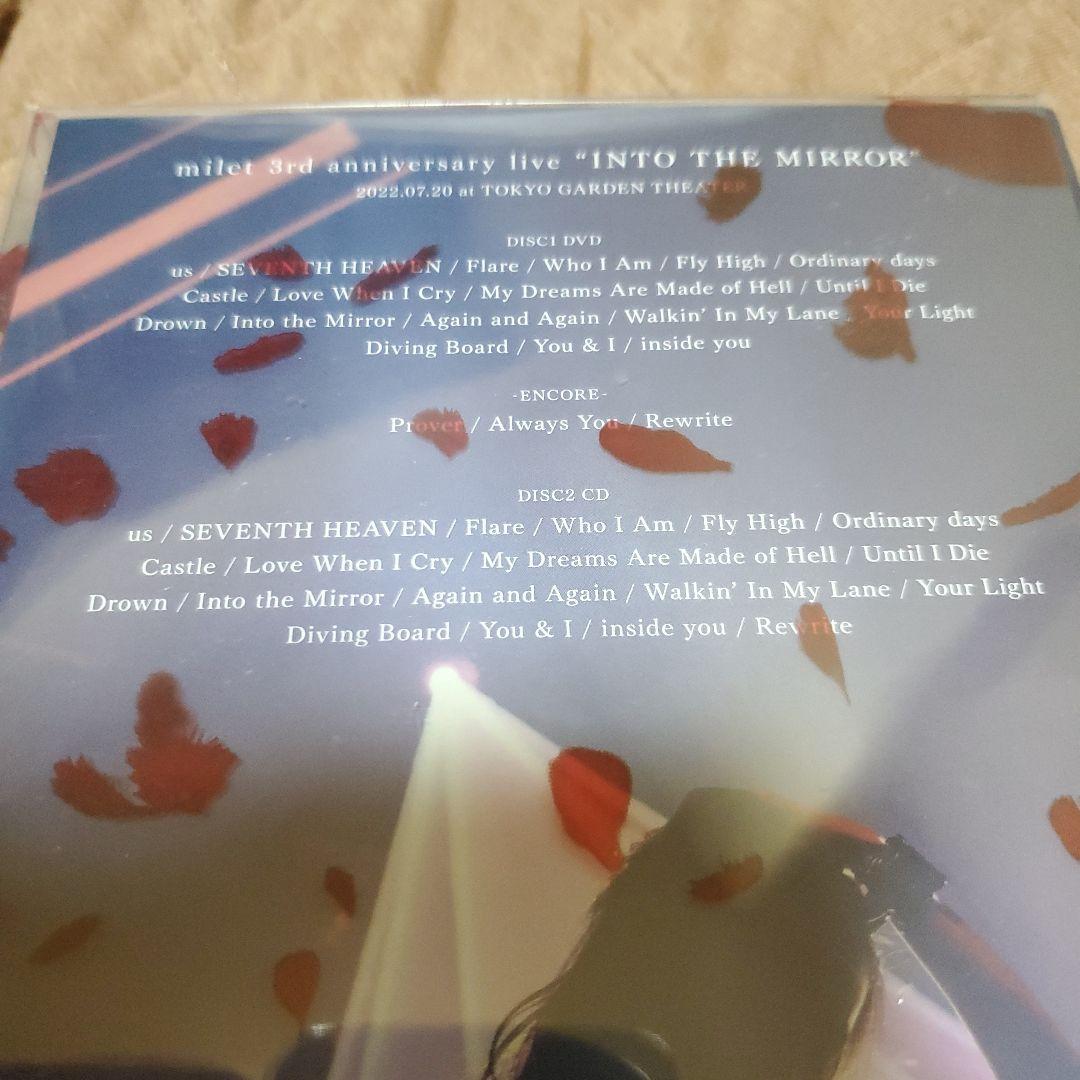 milet 3rd anniversary live “INTO THE MIRROR”
2022.07.20 at TOKYO GARDEN THEATER
DISC1 DVD
us / SEVENTH HEAVEN / Flare / Who I Am / Fly High / Ordinary days
Castle / Love When I Cry / My Dreams Are Made of Hell / Until I Die
Drown / Into the Mirror / Again and Again / Walkin’ In My Lane / Your Light
Diving Board / You & I / inside you
-ENCORE-
Prover / Always You / Rewrite
DISC2 CD
us / SEVENTH HEAVEN / Flare / Who I Am / Fly High / Ordinary days
Castle / Love When I Cry / My Dreams Are Made of Hell / Until I Die
Drown / Into the Mirror / Again and Again / Walkin’ In My Lane / Your Light
Diving Board / You & I / inside you / Rewrite